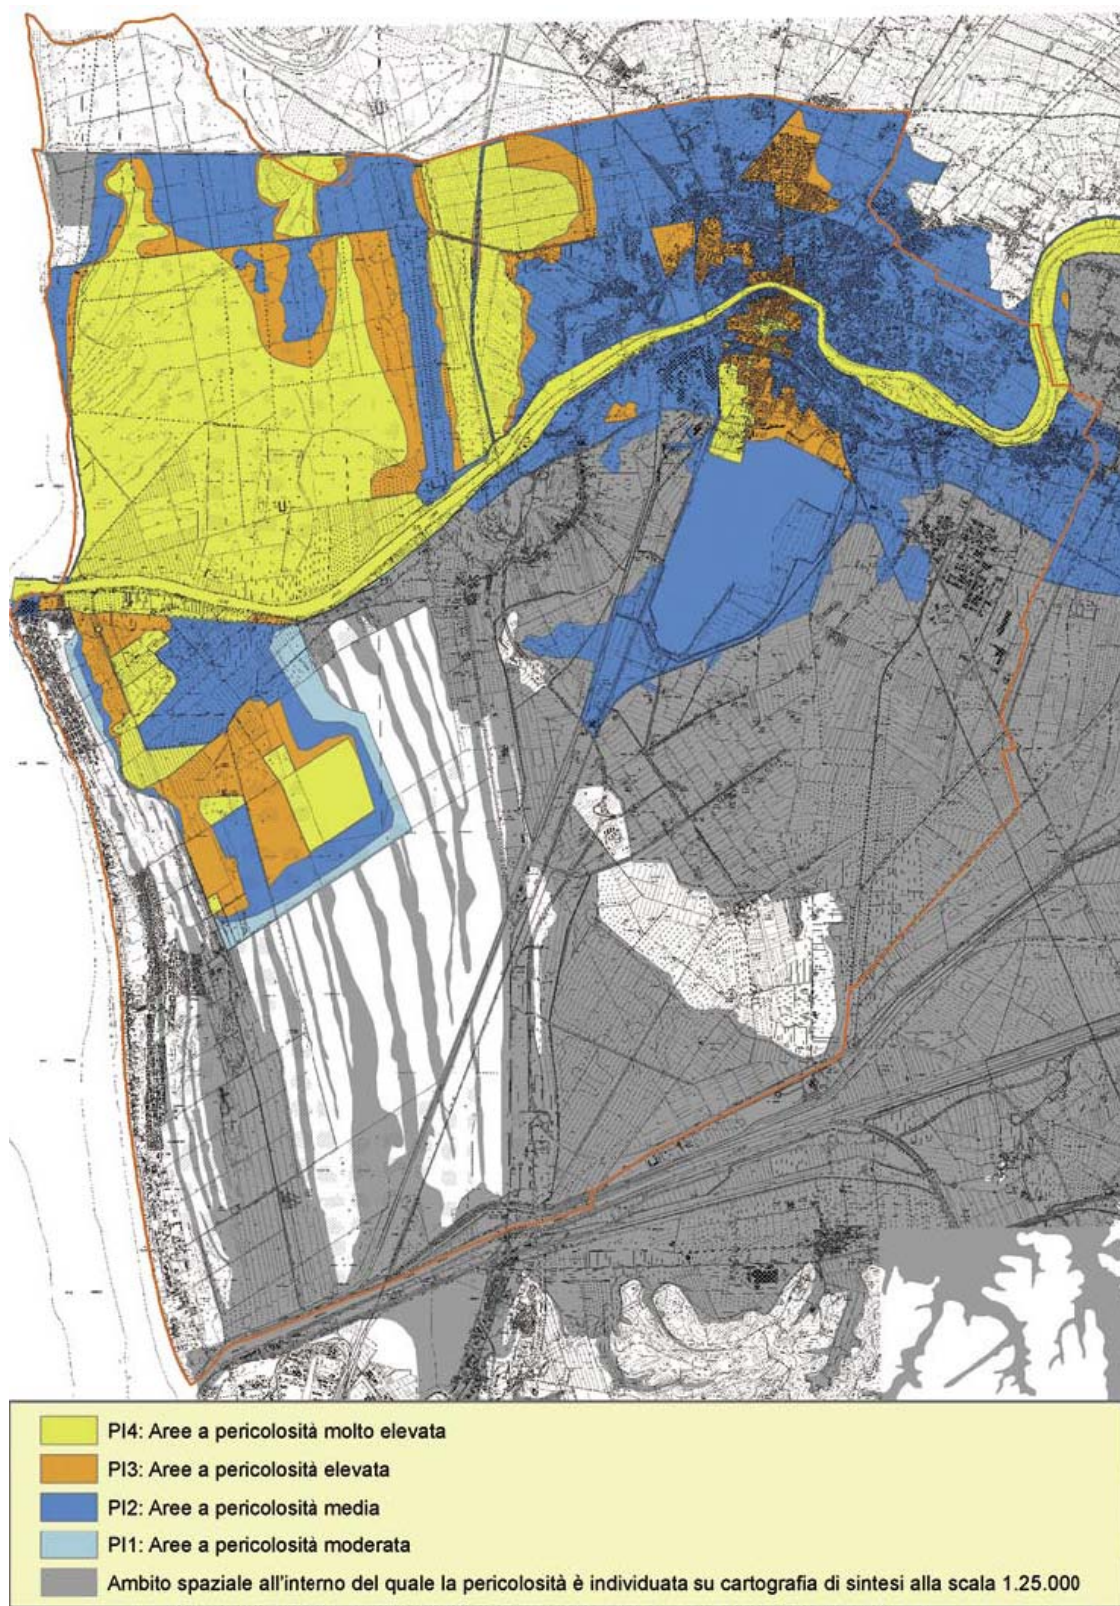 PI4: Aree a pericolosità molto elevata
PI3: Aree a pericolosità elevata
PI2: Aree a pericolosità media
PI1: Aree a pericolosità moderata
Ambito spaziale all'interno del quale la pericolosità è individuata su cartografia di sintesi alla scala 1.25.000